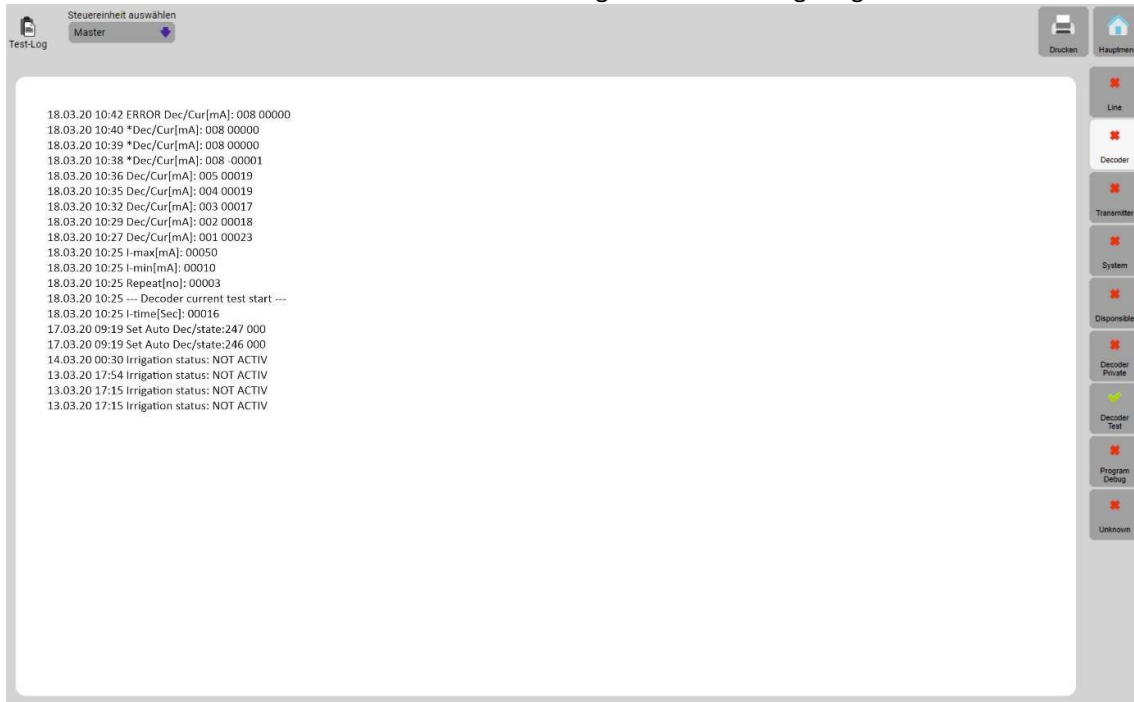 Steuereinheit auswählen
Master
Test-Log
Drucken
18.03.20 10:42 ERROR Dec/Cur[mA]: 008 00000
18.03.20 10:40 *Dec/Cur[mA]: 008 00000
18.03.20 10:39 *Dec/Cur[mA]: 008 00000
18.03.20 10:38 *Dec/Cur[mA]: 008 -00001
18.03.20 10:36 Dec/Cur[mA]: 005 00019
18.03.20 10:35 Dec/Cur[mA]: 004 00019
18.03.20 10:32 Dec/Cur[mA]: 003 00017
18.03.20 10:29 Dec/Cur[mA]: 002 00018
18.03.20 10:27 Dec/Cur[mA]: 001 00023
18.03.20 10:25 I-max[mA]: 00050
18.03.20 10:25 I-min[mA]: 00010
18.03.20 10:25 Repeat[no]: 00003
18.03.20 10:25 --- Decoder current test start ---
18.03.20 10:25 I-time[Sec]: 00016
17.03.20 09:19 Set Auto Dec/state:247 000
17.03.20 09:19 Set Auto Dec/state:246 000
14.03.20 00:30 Irrigation status: NOT ACTIV
13.03.20 17:54 Irrigation status: NOT ACTIV
13.03.20 17:15 Irrigation status: NOT ACTIV
13.03.20 17:15 Irrigation status: NOT ACTIV
Line
Decoder
Transmitter
System
Disponsible
Decoder
Private
Decoder
Test
Program
Debug
Unknown